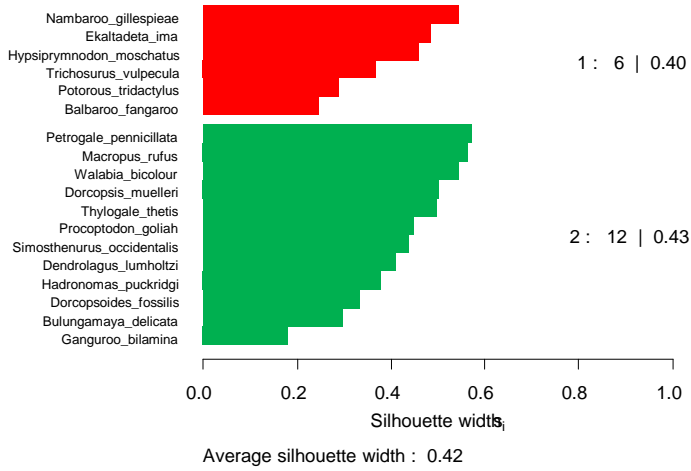 Nambaroo_gillespieae
Ekaltadeta_ima
Hypsiprymnodon_moschatus
Trichosurus_vulpecula
Potorous_tridactylus
Balbaroo_fangaroo
1 : 6 | 0.40
Petrogale_pennicillata
Macropus_rufus
Walabia_bicolour
Dorcopsis_muelleri
Thylogale_thetis
Procoptodon_goliah
Simosthenurus_occidentalis
Dendrolagus_lumholtzi
Hadronomas_puckridgi
Dorcopsoides_fossilis
Bulungamaya_delicata
Ganguroo_bilamina
2 : 12 | 0.43
0.0 0.2 0.4 0.6 0.8 1.0
Silhouette width si
Average silhouette width : 0.42